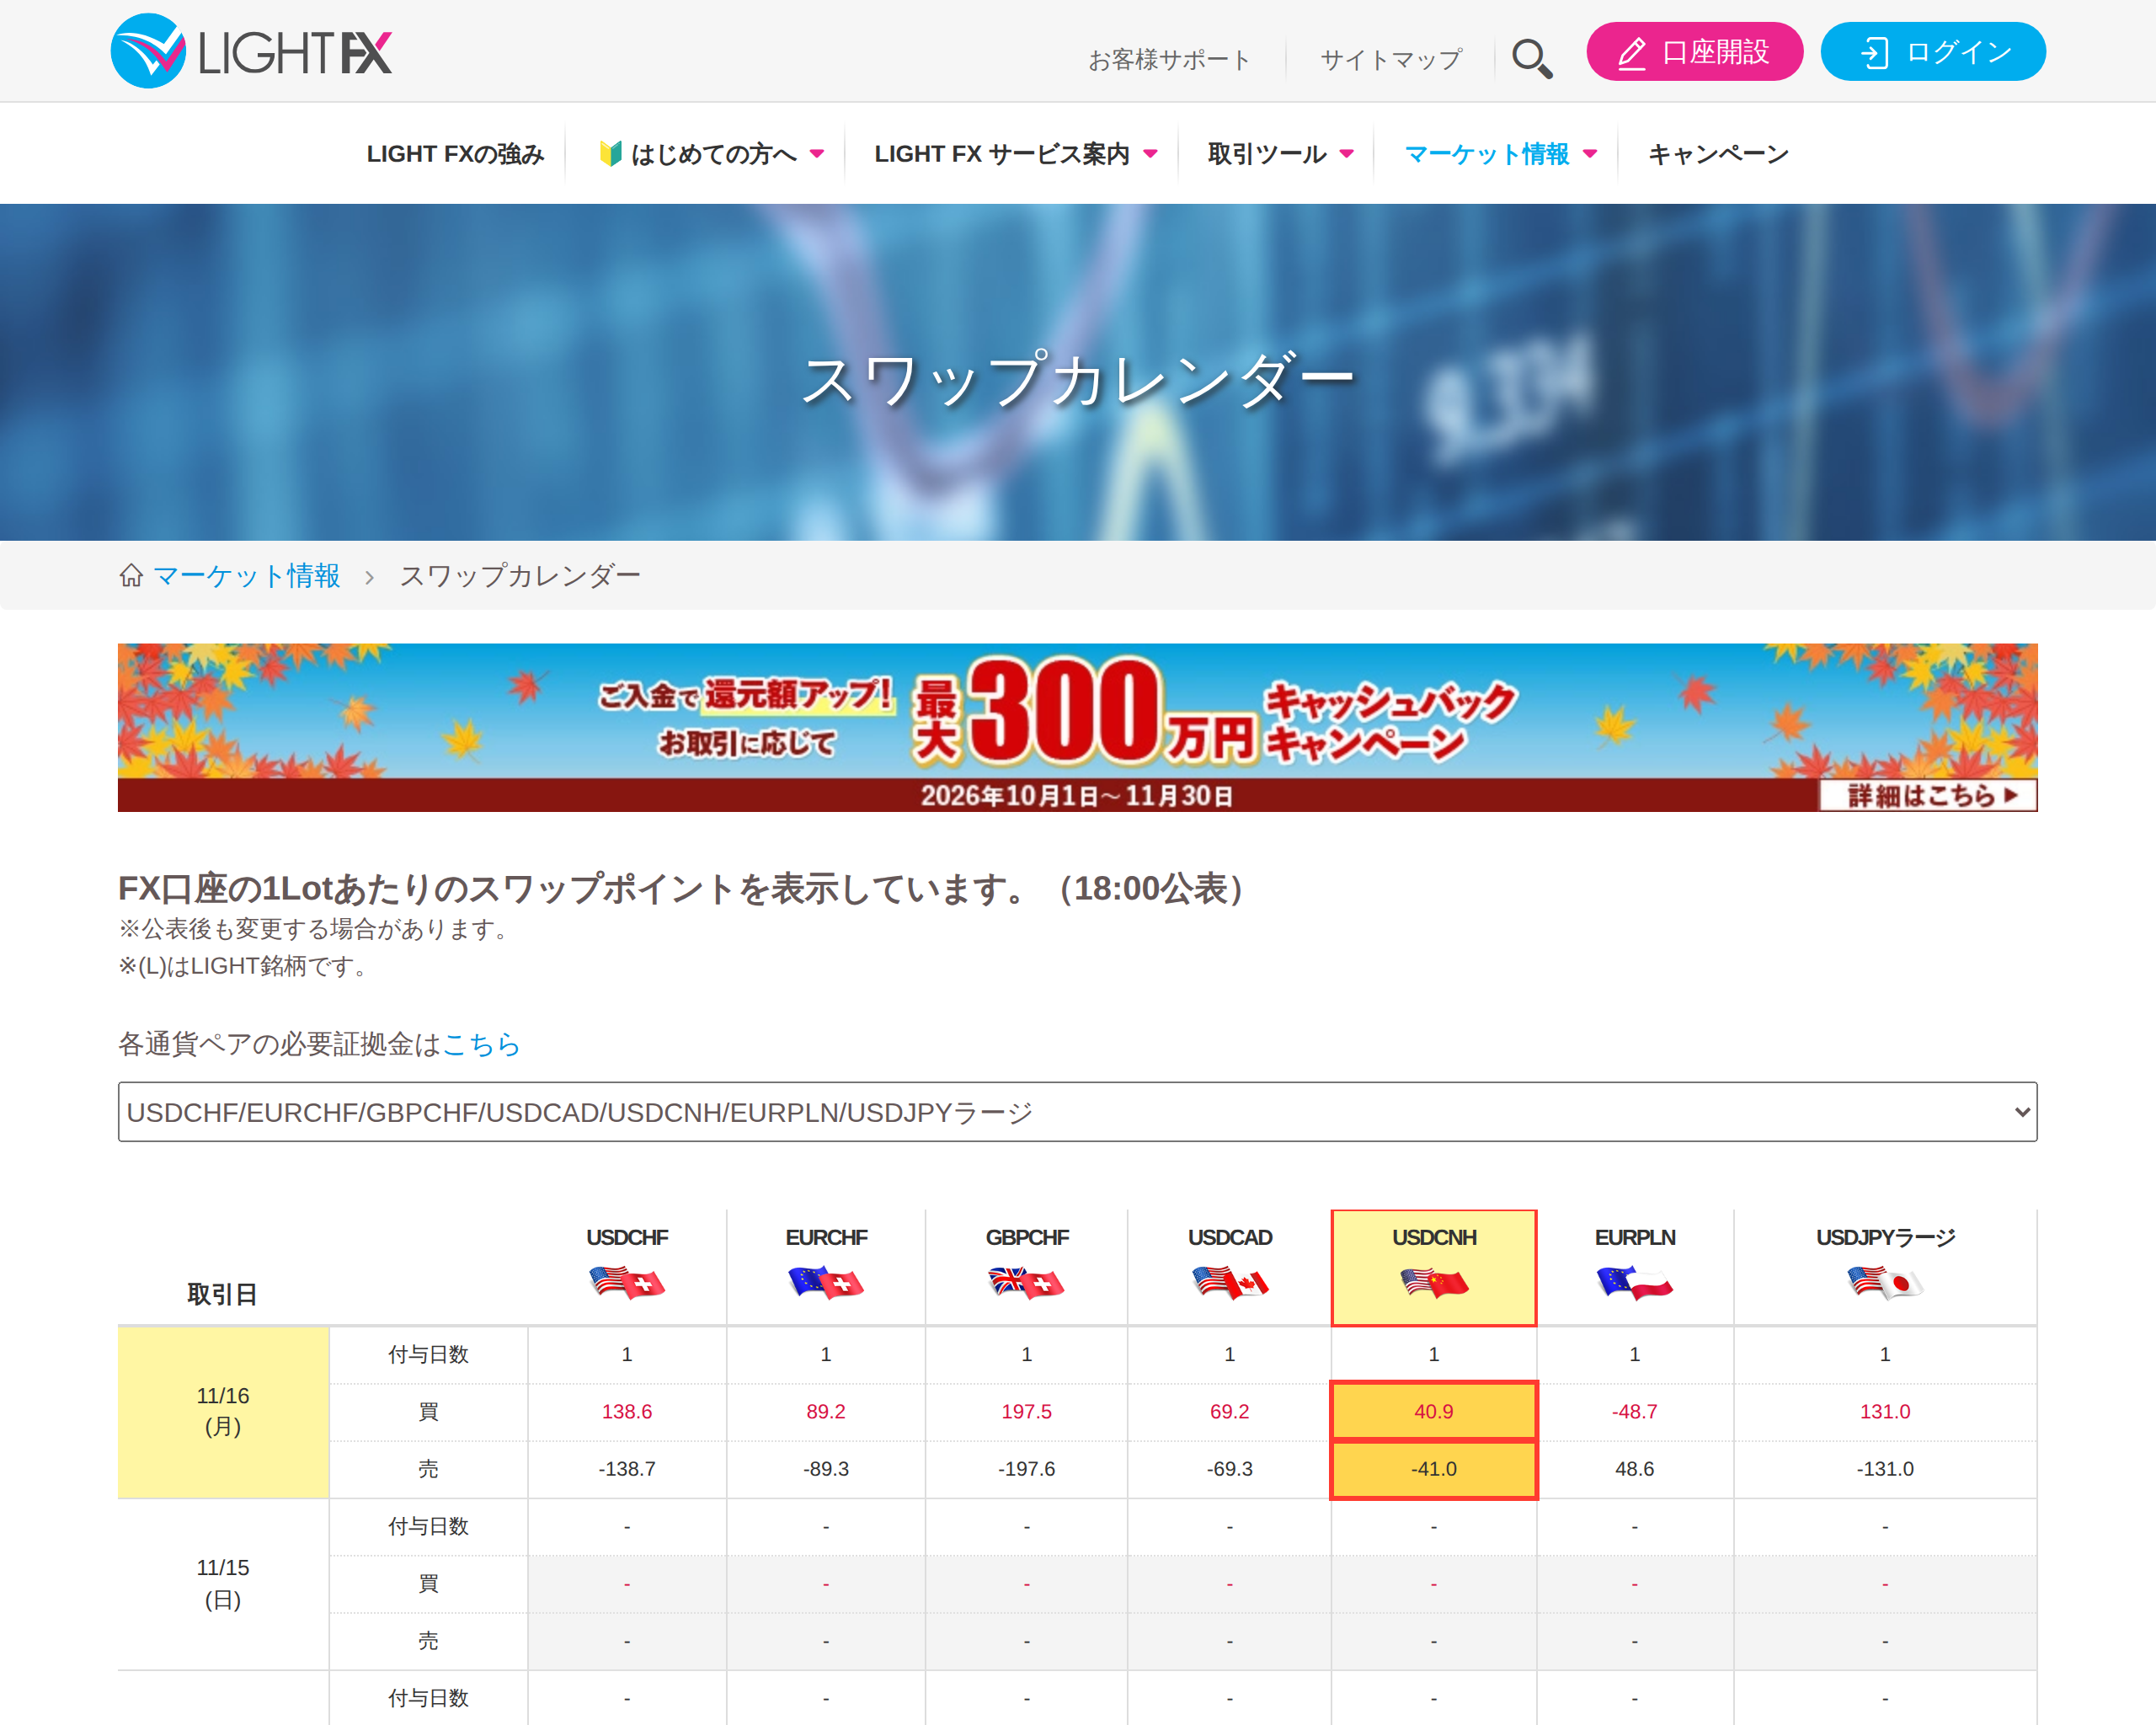 LIGHT FX
お客様サポート
サイトマップ
口座開設
ログイン
LIGHT FXの強み
はじめての方へ
LIGHT FX サービス案内
取引ツール
マーケット情報
キャンペーン
スワップカレンダー
マーケット情報 › スワップカレンダー
ご入金で還元額アップ!
お取引に応じて
最大300万円
キャッシュバック
キャンペーン
2026年10月1日～11月30日
詳細はこちら▶
FX口座の1Lotあたりのスワップポイントを表示しています。（18:00公表）
※公表後も変更する場合があります。
※(L)はLIGHT銘柄です。
各通貨ペアの必要証拠金はこちら
USDCHF/EURCHF/GBPCHF/USDCAD/USDCNH/EURPLN/USDJPYラージ
取引日 USDCHF EURCHF GBPCHF USDCAD USDCNH EURPLN USDJPYラージ
11/16
(月)
付与日数 1 1 1 1 1 1 1
買 138.6 89.2 197.5 69.2 40.9 -48.7 131.0
売 -138.7 -89.3 -197.6 -69.3 -41.0 48.6 -131.0
11/15
(日)
付与日数 - - - - - - -
買 - - - - - - -
売 - - - - - - -
付与日数 - - - - - - -